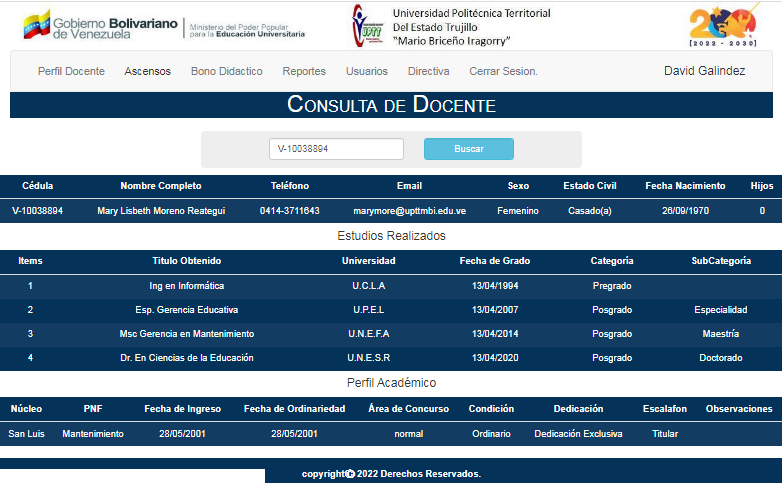 Gobierno Bolivariano de Venezuela
Ministerio del Poder Popular para la Educación Universitaria
UPTT
Universidad Politécnica Territorial
Del Estado Trujillo
"Mario Briceño Iragorry"
200
[2022 - 2030]
Perfil Docente Ascensos Bono Didactico Reportes Usuarios Directiva Cerrar Sesion. David Galindez
Consulta de Docente
V-10038894 Buscar
Cédula Nombre Completo Teléfono Email Sexo Estado Civil Fecha Nacimiento Hijos
V-10038894 Mary Lisbeth Moreno Reategui 0414-3711643 marymore@upttmbi.edu.ve Femenino Casado(a) 26/09/1970 0
Estudios Realizados
Items Titulo Obtenido Universidad Fecha de Grado Categoría SubCategoría
1 Ing en Informática U.C.L.A 13/04/1994 Pregrado
2 Esp. Gerencia Educativa U.P.E.L 13/04/2007 Posgrado Especialidad
3 Msc Gerencia en Mantenimiento U.N.E.F.A 13/04/2014 Posgrado Maestría
4 Dr. En Ciencias de la Educación U.N.E.S.R 13/04/2020 Posgrado Doctorado
Perfil Académico
Núcleo PNF Fecha de Ingreso Fecha de Ordinariedad Área de Concurso Condición Dedicación Escalafon Observaciones
San Luis Mantenimiento 28/05/2001 28/05/2001 normal Ordinario Dedicación Exclusiva Titular
copyright© 2022 Derechos Reservados.